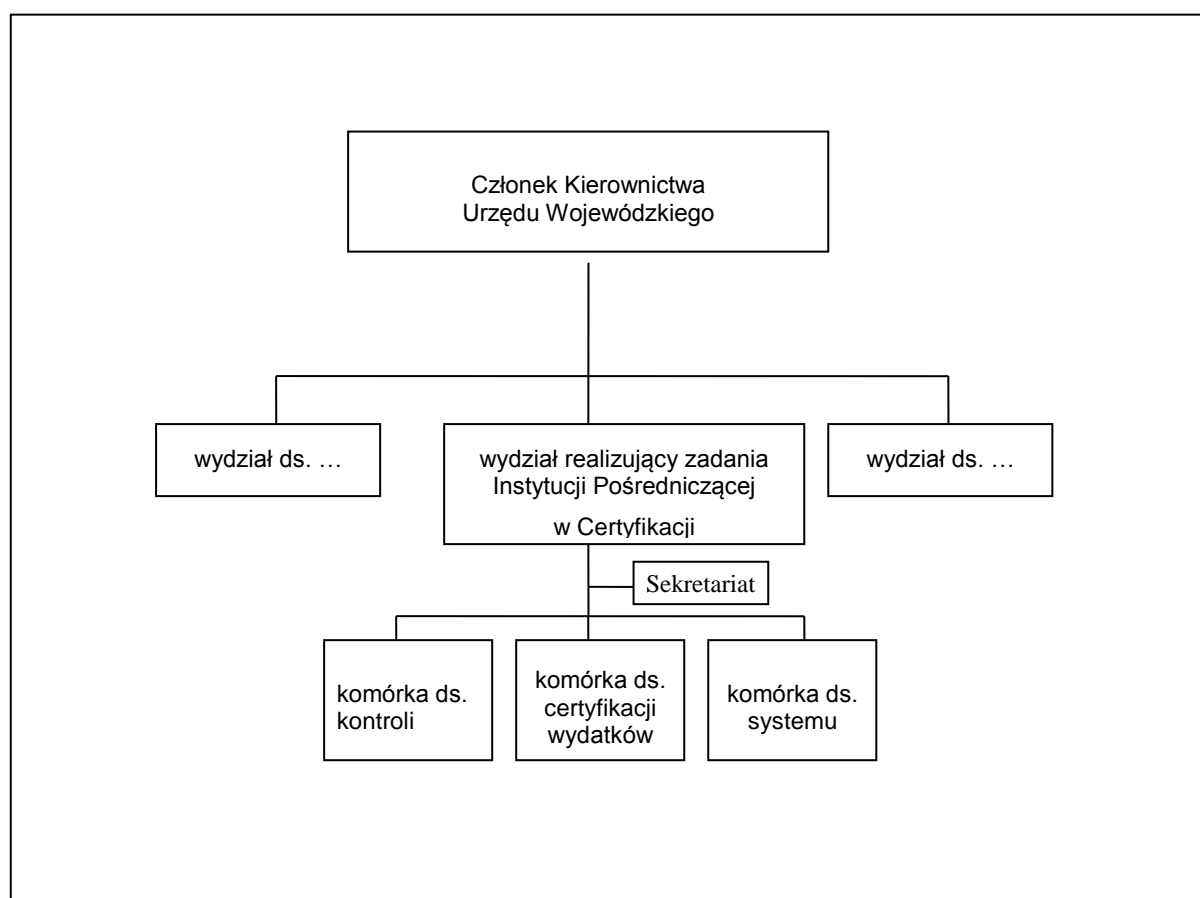 Członek Kierownictwa
Urzędu Wojewódzkiego
wydział ds. …
wydział realizujący zadania
Instytucji Pośredniczącej
w Certyfikacji
wydział ds. …
Sekretariat
komórka ds.
kontroli
komórka ds.
certyfikacji
wydatków
komórka ds.
systemu